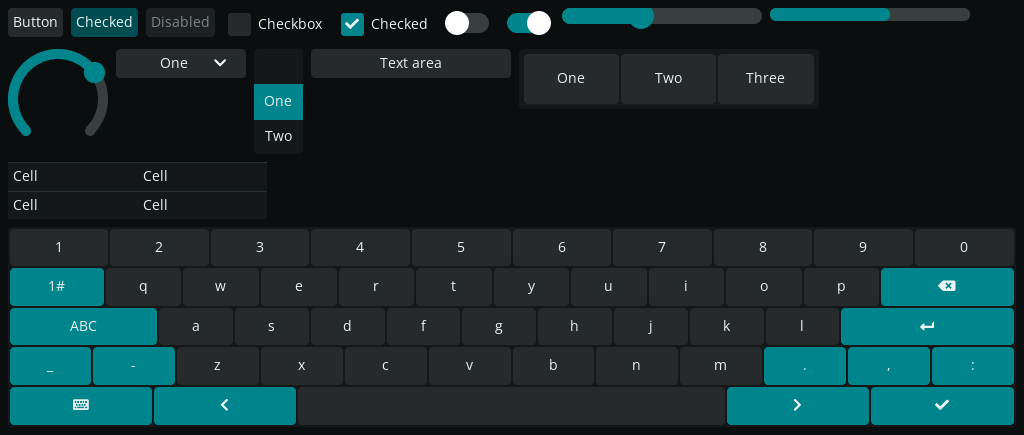 Button Checked Disabled Checkbox Checked
One One Two Text area One Two Three
Cell Cell
Cell Cell
1 2 3 4 5 6 7 8 9 0
1# q w e r t y u i o p
ABC a s d f g h j k l
_ - z x c v b n m . , :